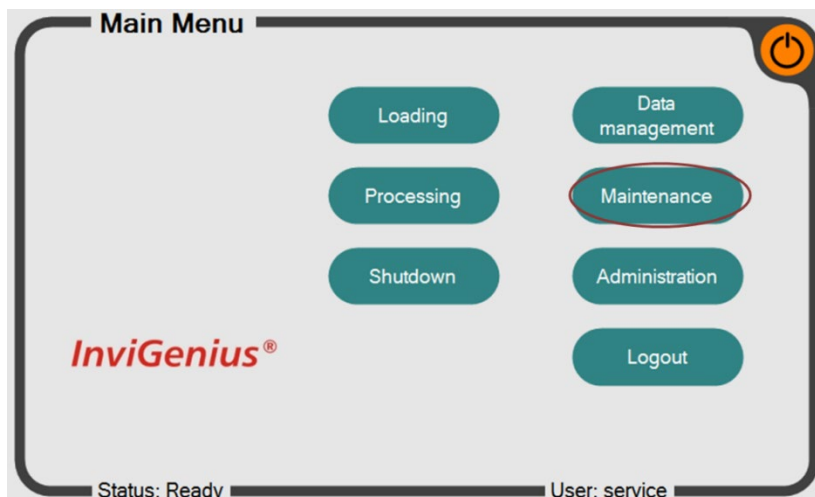 Main Menu
Loading
Data
management
Processing
Maintenance
Shutdown
Administration
InviGenius®
Logout
Status: Ready
User: service